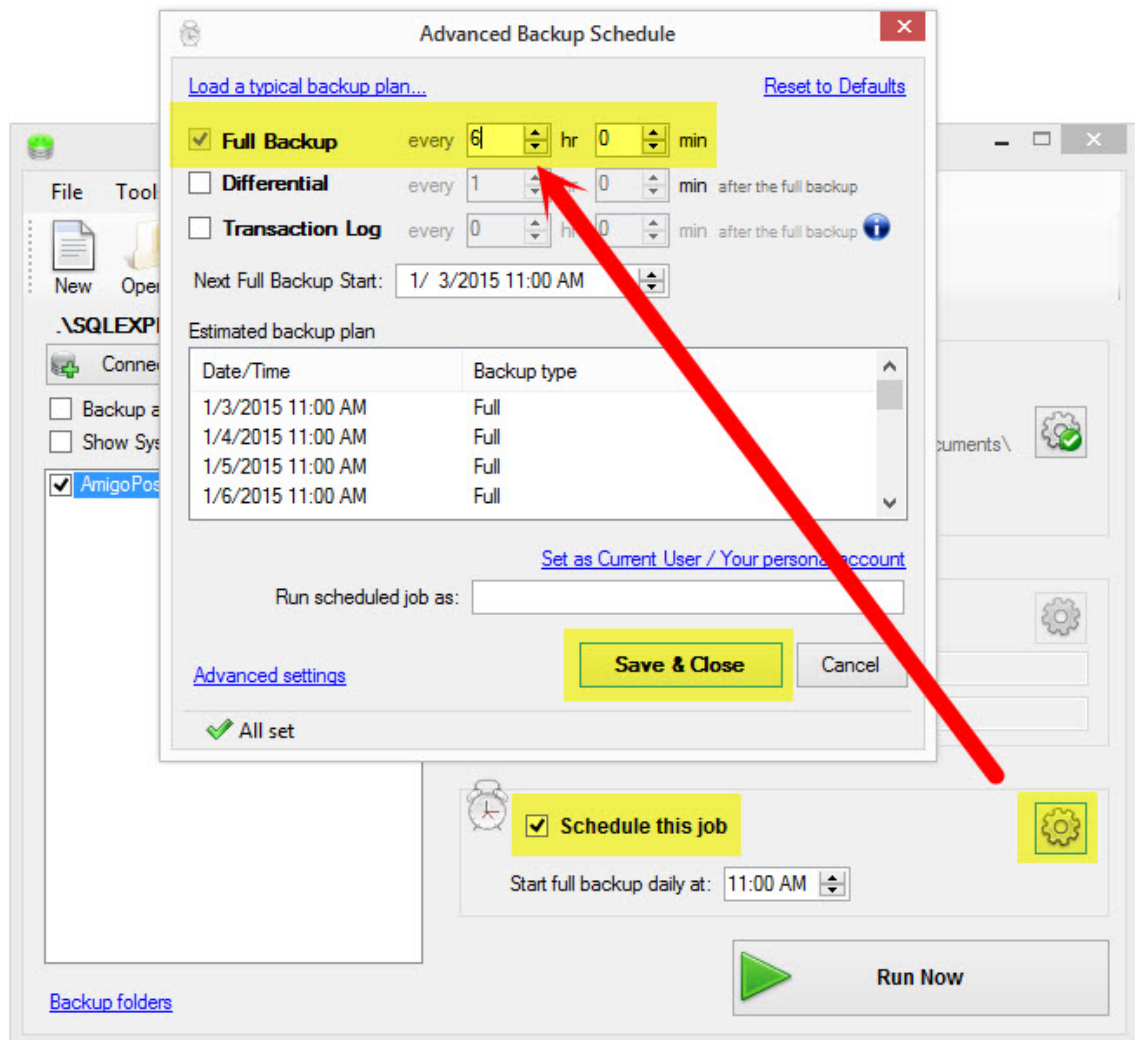 Advanced Backup Schedule
Load a typical backup plan...
Reset to Defaults
Full Backup every 6 hr 0 min
Differential every 1 hr 0 min after the full backup
Transaction Log every 0 hr 0 min after the full backup
Next Full Backup Start: 1/ 3/2015 11:00 AM
Estimated backup plan
Date/Time Backup type
1/3/2015 11:00 AM Full
1/4/2015 11:00 AM Full
1/5/2015 11:00 AM Full
1/6/2015 11:00 AM Full
Set as Current User / Your personal account
Run scheduled job as:
Save & Close
Cancel
Advanced settings
All set
File Tool
New Oper
.\SQLEXP
Conne
Backup a
Show Sys
AmigoPos
cuments\
Schedule this job
Start full backup daily at: 11:00 AM
Run Now
Backup folders